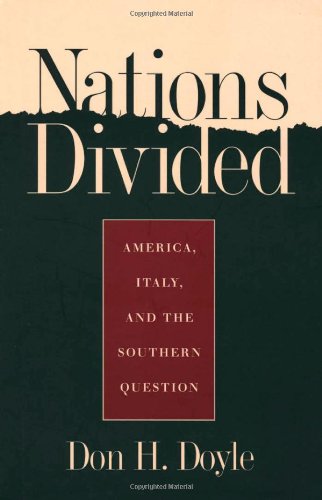 Nations
Divided
AMERICA,
ITALY,
AND THE
SOUTHERN
QUESTION
Don H. Doyle